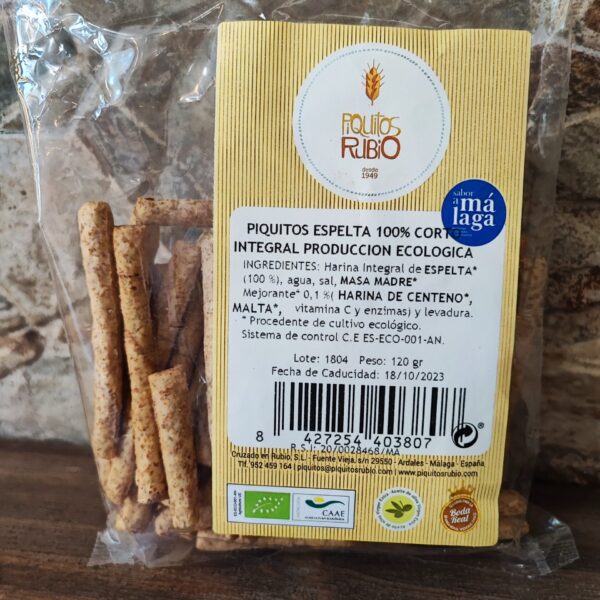 PIQUITOS
RUBIO
desde
1949
sabor
a má
laga
PIQUITOS ESPELTA 100% CORTO
INTEGRAL PRODUCCION ECOLOGICA
INGREDIENTES: Harina Integral de ESPELTA*
(100 %), agua, sal, MASA MADRE*
Mejorante* 0,1 %( HARINA DE CENTENO*,
MALTA*, vitamina C y enzimas) y levadura.
* Procedente de cultivo ecológico.
Sistema de control C.E ES-ECO-001-AN.
Lote: 1804 Peso: 120 gr
Fecha de Caducidad: 18/10/2023
8 427254 403807
R.S.I: 20/0028468/MA
Cruzado en Rubio, S.L - Fuente Vieja, s/n 29550 - Ardales - Málaga - España
Tlf. 952 459 164 | piquitos@piquitosrubio.com | www.piquitosrubio.com
CAAE
Boda
Real